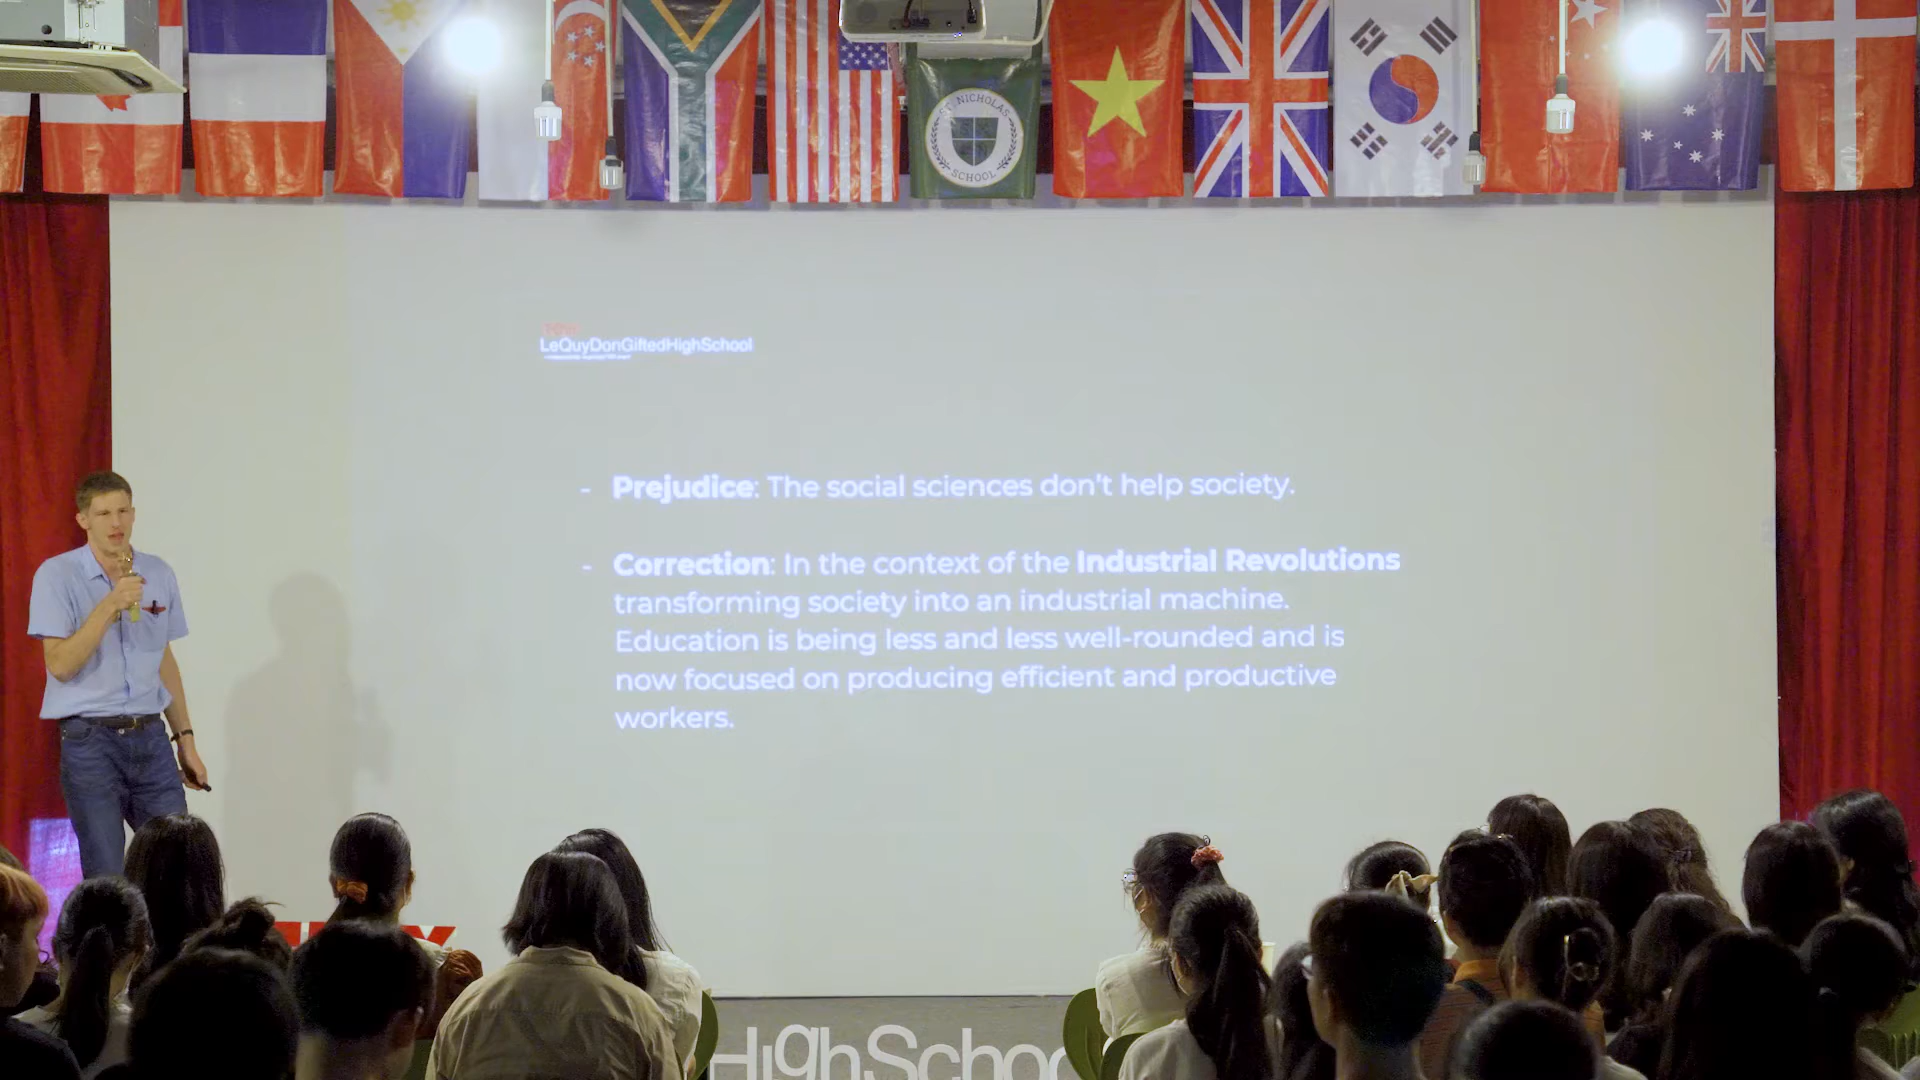 ST. NICHOLAS
SCHOOL
LeQuyDonGiftedHighSchool
- Prejudice: The social sciences don't help society.
- Correction: In the context of the Industrial Revolutions
transforming society into an industrial machine.
Education is being less and less well-rounded and is
now focused on producing efficient and productive
workers.
HighSchool